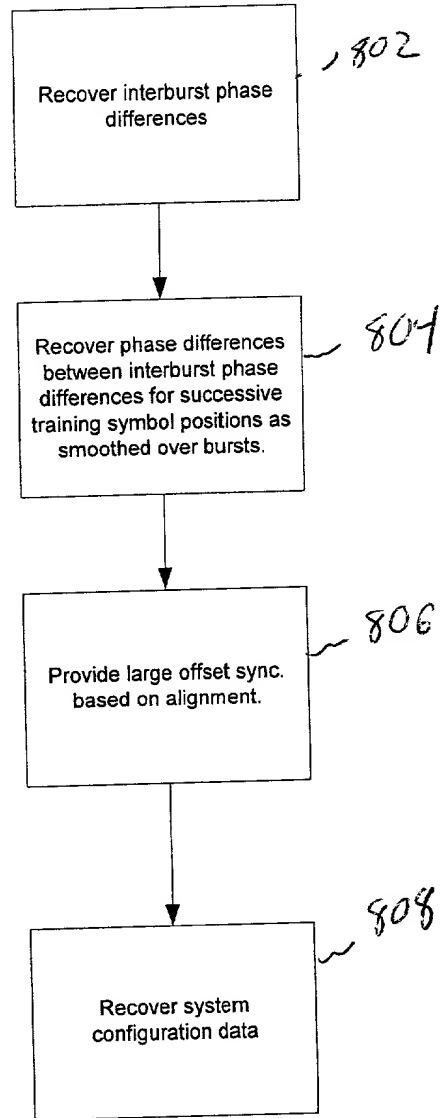 Recover interburst phase
differences
802
Recover phase differences
between interburst phase
differences for successive
training symbol positions as
smoothed over bursts.
804
Provide large offset sync.
based on alignment.
806
Recover system
configuration data
808